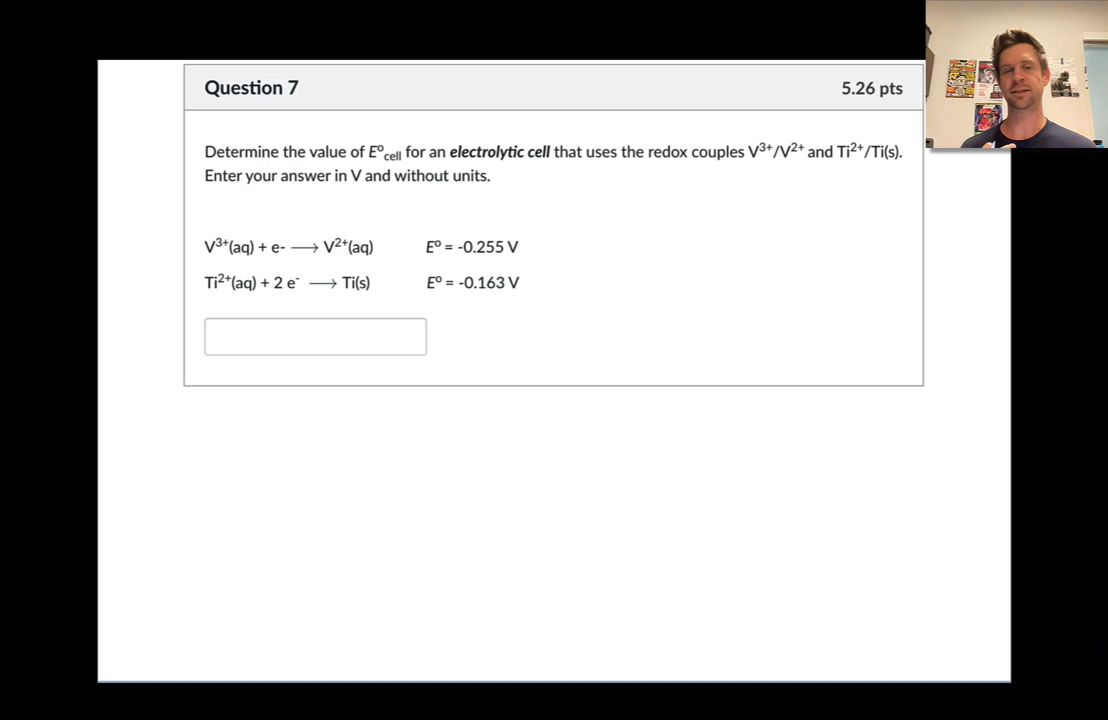 Question 7
5.26 pts
Determine the value of E°cell for an electrolytic cell that uses the redox couples V³⁺/V²⁺ and Ti²⁺/Ti(s).
Enter your answer in V and without units.
V³⁺(aq) + e- ⟶ V²⁺(aq) E° = -0.255 V
Ti²⁺(aq) + 2 e⁻ ⟶ Ti(s) E° = -0.163 V